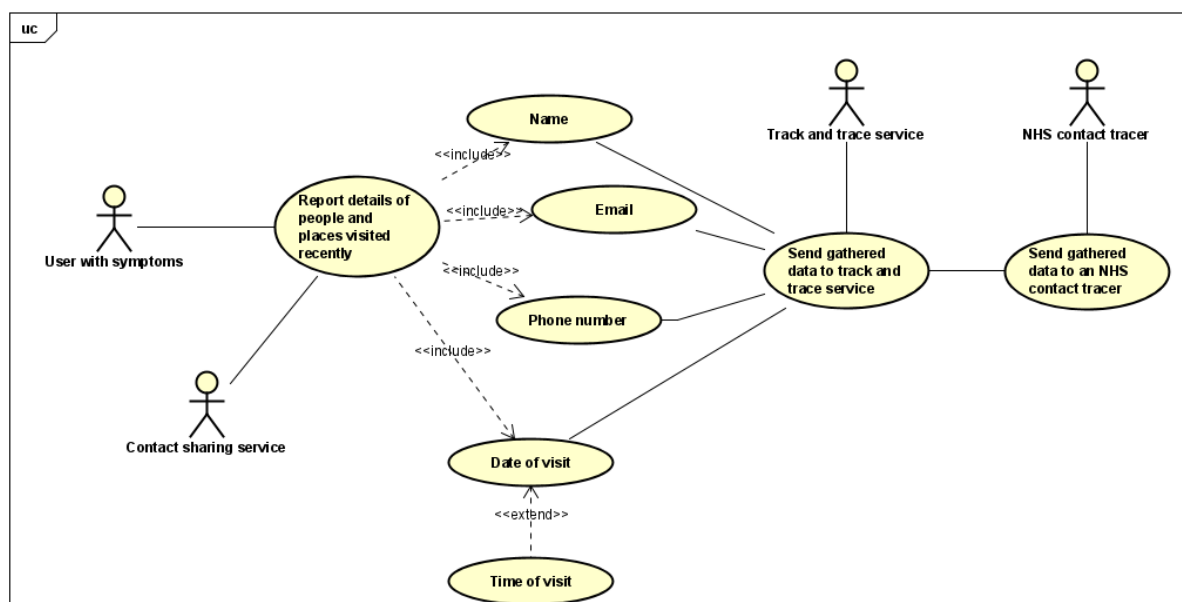 uc
Name
Track and trace service
NHS contact tracer
<<include>>
Report details of
people and
places visited
recently
<<include>>
Email
User with symptoms
Send gathered
data to track and
trace service
Send gathered
data to an NHS
contact tracer
<<include>>
Phone number
<<include>>
Contact sharing service
Date of visit
<<extend>>
Time of visit